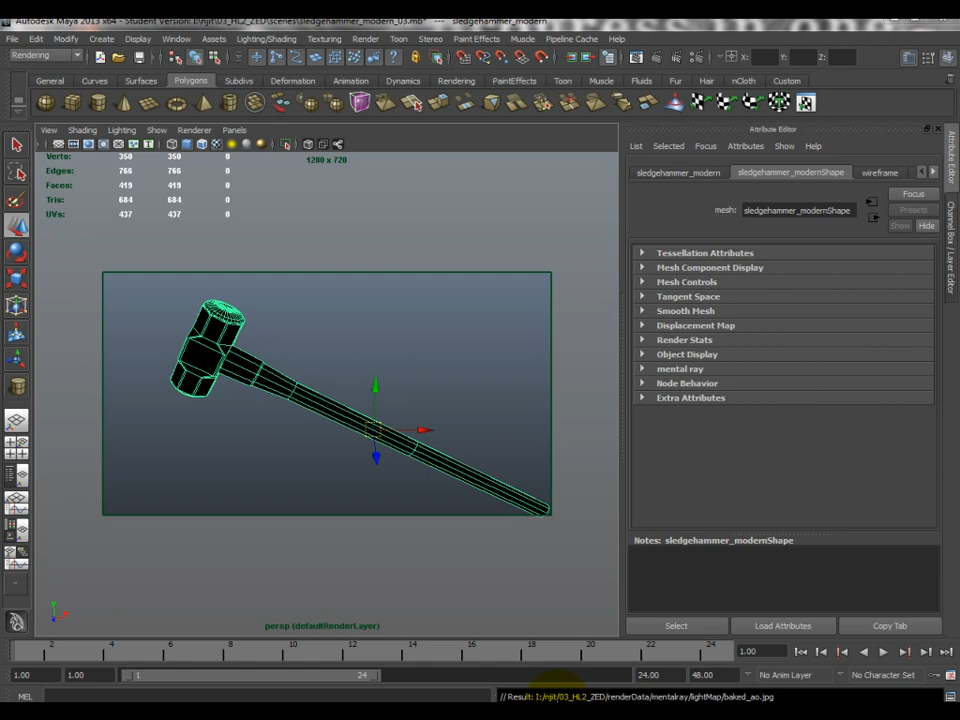 Autodesk Maya 2013 x64 - Student Version: I:\njit\03_HL2_ZED\scenes\sledgehammer_modern_03.mb* --- sledgehammer_modern
File Edit Modify Create Display Window Assets Lighting/Shading Texturing Render Toon Stereo Paint Effects Muscle Pipeline Cache Help
Rendering X: Y: Z:
General Curves Surfaces Polygons Subdivs Deformation Animation Dynamics Rendering PaintEffects Toon Muscle Fluids Fur Hair nCloth Custom
View Shading Lighting Show Renderer Panels
Verts: 350 350 0
Edges: 766 766 0
Faces: 419 419 0
Tris: 684 684 0
UVs: 437 437 0
1280 x 720
persp (defaultRenderLayer)
Attribute Editor
List Selected Focus Attributes Show Help
sledgehammer_modern sledgehammer_modernShape wireframe
Focus
mesh: sledgehammer_modernShape
Presets
Show Hide
Tessellation Attributes
Mesh Component Display
Mesh Controls
Tangent Space
Smooth Mesh
Displacement Map
Render Stats
Object Display
mental ray
Node Behavior
Extra Attributes
Notes: sledgehammer_modernShape
Select Load Attributes Copy Tab
Attribute Editor
Channel Box / Layer Editor
2 4 6 8 10 12 14 16 18 20 22 24
1.00
1.00 1.00 1 24 24.00 48.00 No Anim Layer No Character Set
MEL
// Result: I:/njit/03_HL2_ZED/renderData/mentalray/lightMap/baked_ao.jpg